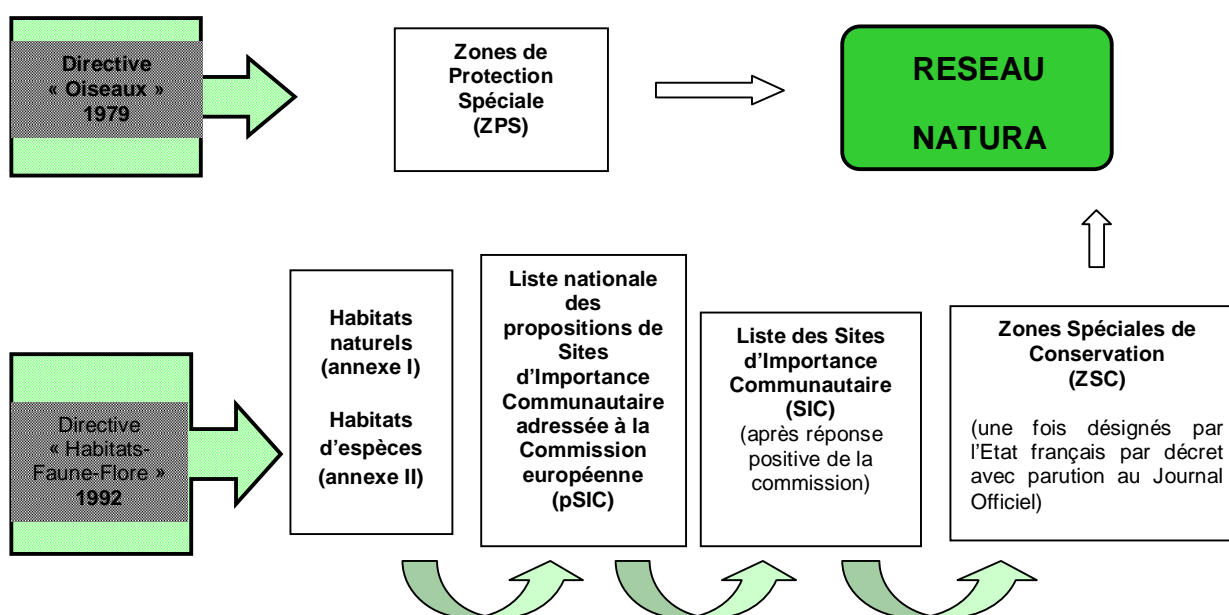 Directive
« Oiseaux »
1979
Zones de
Protection
Spéciale
(ZPS)
RESEAU
NATURA
Directive
« Habitats-
Faune-Flore »
1992
Habitats
naturels
(annexe I)
Habitats
d'espèces
(annexe II)
Liste nationale
des
propositions de
Sites
d'Importance
Communautaire
adressée à la
Commission
européenne
(pSIC)
Liste des Sites
d'Importance
Communautaire
(SIC)
(après réponse
positive de la
commission)
Zones Spéciales de
Conservation
(ZSC)
(une fois désignés par
l'Etat français par décret
avec parution au Journal
Officiel)